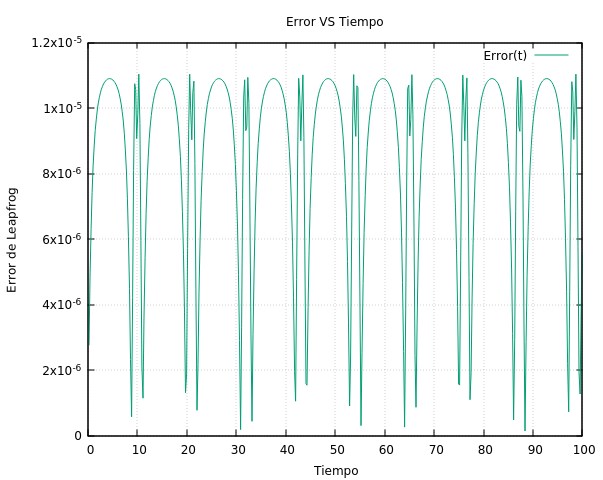 Error VS Tiempo
Error(t)
1.2x10⁻⁵
1x10⁻⁵
8x10⁻⁶
6x10⁻⁶
4x10⁻⁶
2x10⁻⁶
0
Error de Leapfrog
0 10 20 30 40 50 60 70 80 90 100
Tiempo